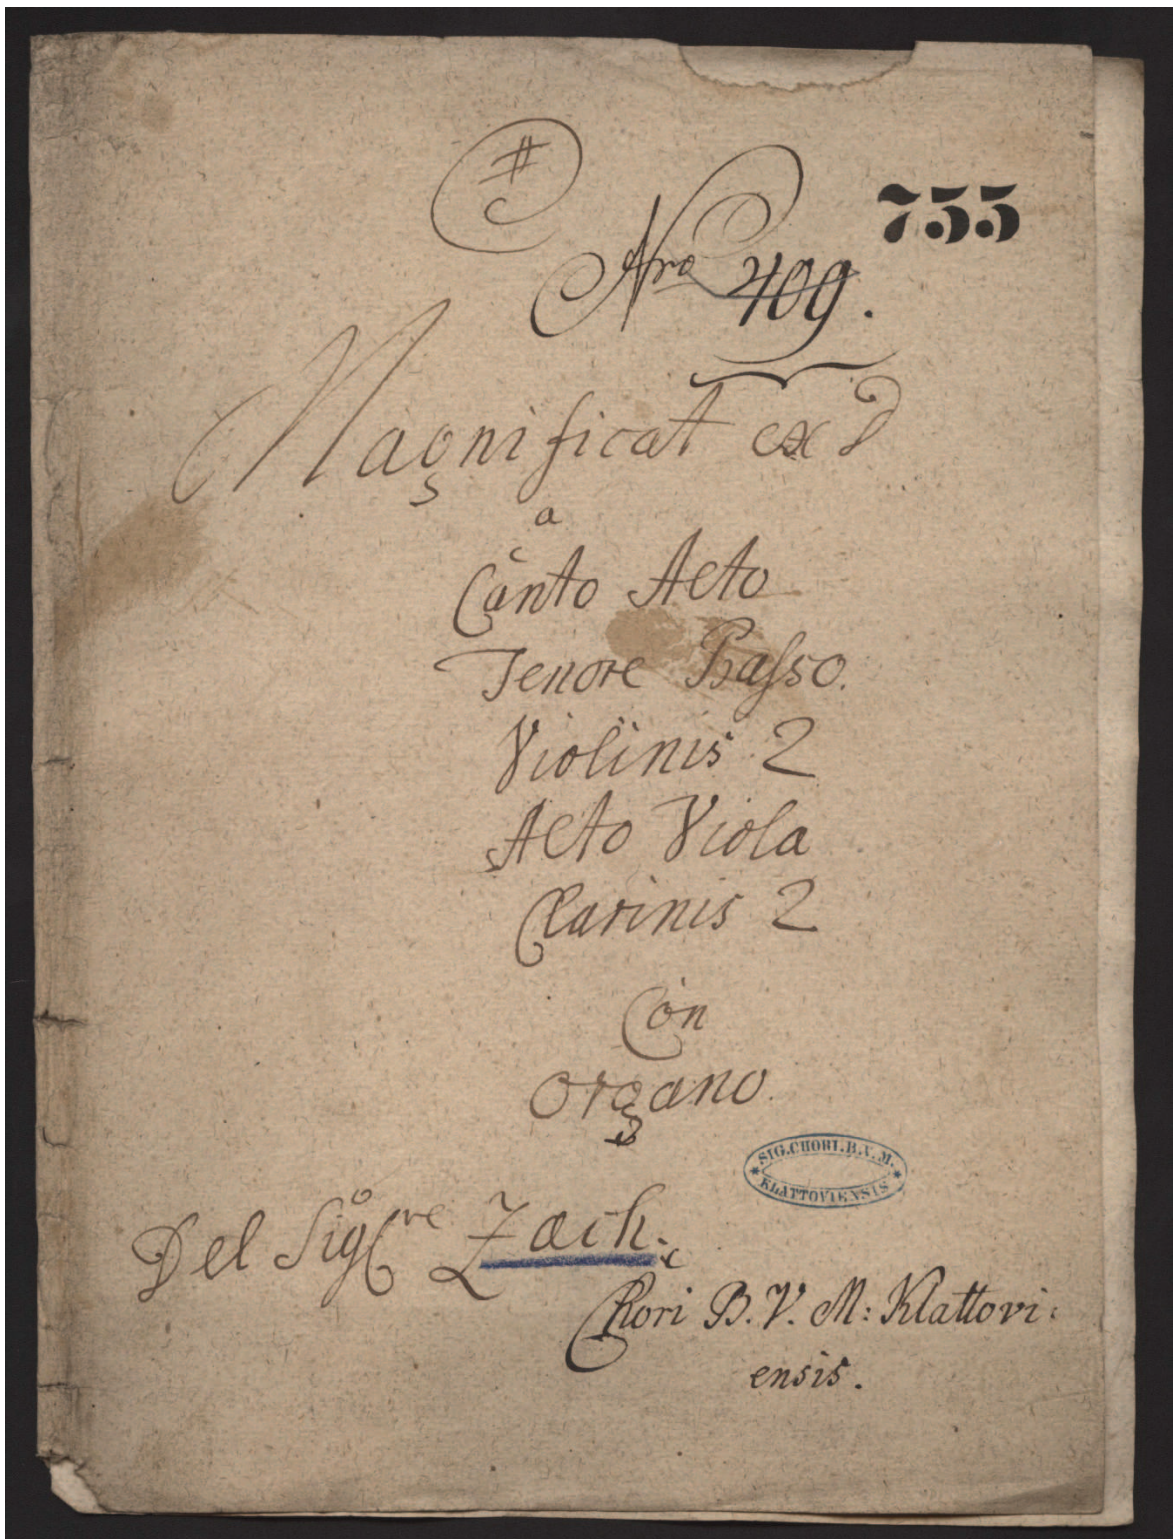 #
733
Nro 409.
Magnificat ex D
a
Canto Alto
Tenore Basso.
Violinis 2
Alto Viola
Clarinis 2
Con
Organo.
SIG.CHORI.B.V.M.
KLATTOVIENSIS
Del Sigre Zach.
Chori B. V. M: Klattovi:
ensis.